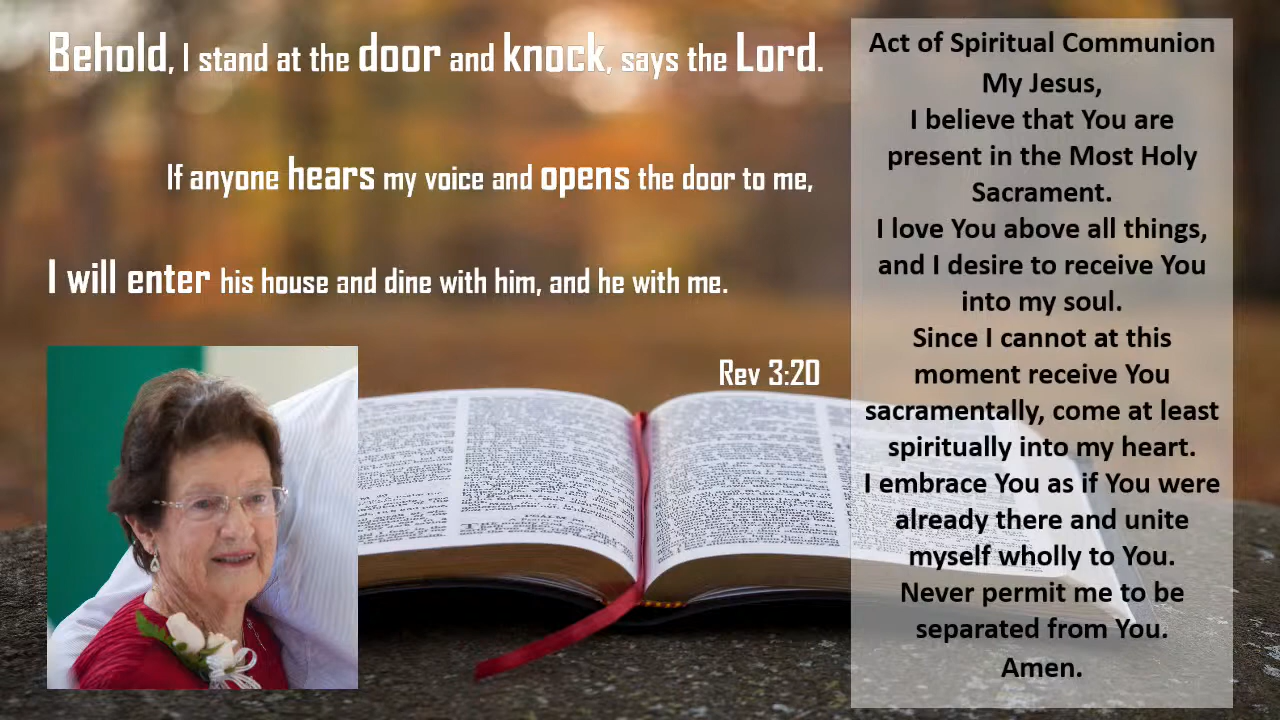 Behold, I stand at the door and knock, says the Lord.
If anyone hears my voice and opens the door to me,
I will enter his house and dine with him, and he with me.
Rev 3:20
Act of Spiritual Communion
My Jesus,
I believe that You are
present in the Most Holy
Sacrament.
I love You above all things,
and I desire to receive You
into my soul.
Since I cannot at this
moment receive You
sacramentally, come at least
spiritually into my heart.
I embrace You as if You were
already there and unite
myself wholly to You.
Never permit me to be
separated from You.
Amen.